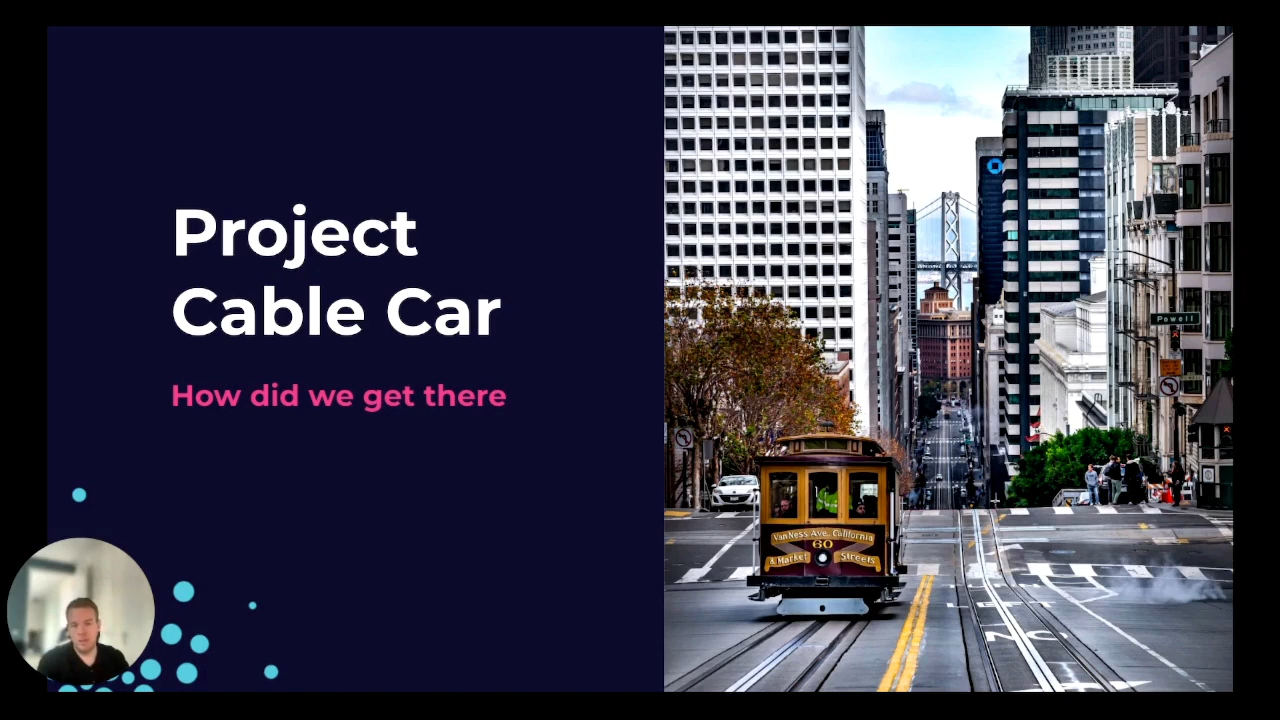 Project
Cable Car
How did we get there
Powell
Van Ness Ave. California
60
& Market Streets